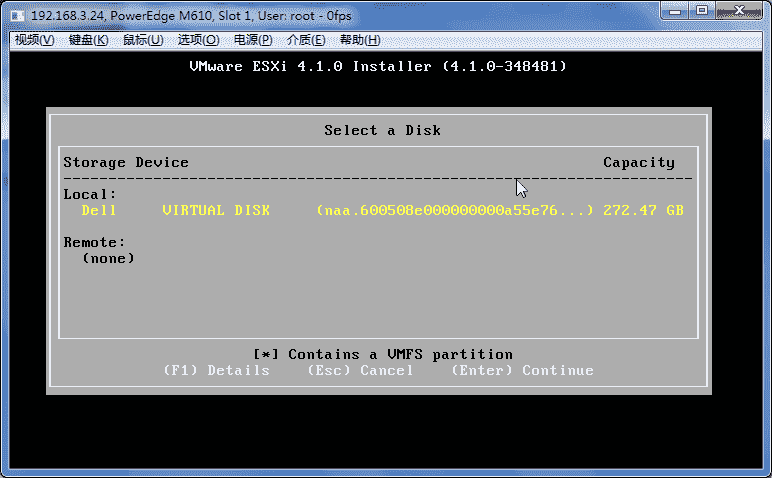 192.168.3.24, PowerEdge M610, Slot 1, User: root - 0fps
视频(V) 键盘(K) 鼠标(U) 选项(O) 电源(P) 介质(E) 帮助(H)
VMware ESXi 4.1.0 Installer (4.1.0-348481)
Select a Disk
Storage Device Capacity
Local:
Dell VIRTUAL DISK (naa.600508e000000000a55e76...) 272.47 GB
Remote:
(none)
[*] Contains a VMFS partition
(F1) Details (Esc) Cancel (Enter) Continue